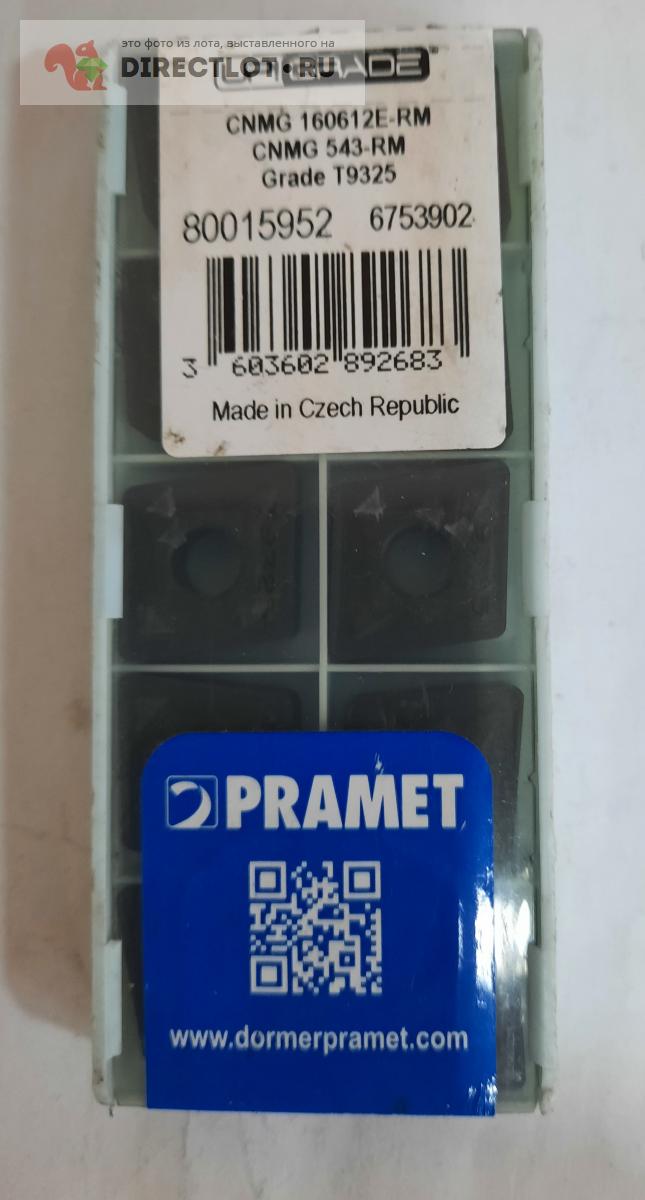 это фото из лота, выставленного на
DIRECTLOT.RU
CNMG 160612E-RM
CNMG 543-RM
Grade T9325
80015952 6753902
3 603602 892683
Made in Czech Republic
PRAMET
www.dormerpramet.com